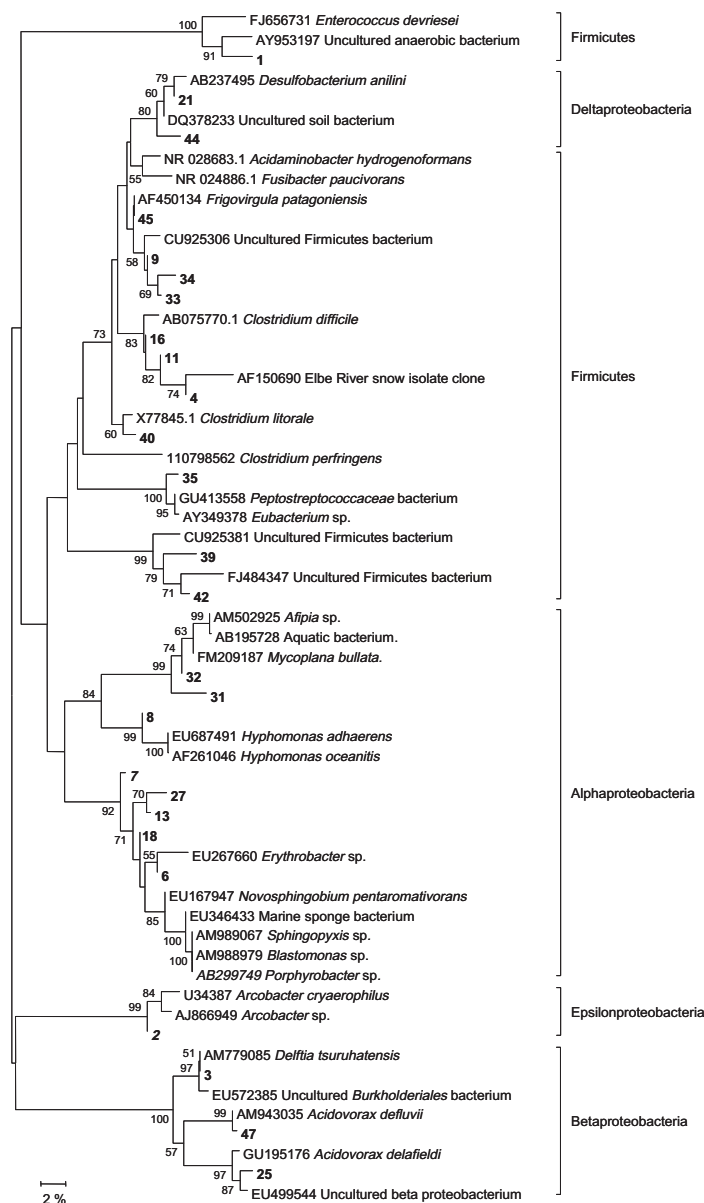 100
FJ656731 Enterococcus devriesei
AY953197 Uncultured anaerobic bacterium
91
1
Firmicutes
79
AB237495 Desulfobacterium anilini
60
21
80
DQ378233 Uncultured soil bacterium
44
Deltaproteobacteria
NR 028683.1 Acidaminobacter hydrogenoformans
55
NR 024886.1 Fusibacter paucivorans
AF450134 Frigovirgula patagoniensis
45
CU925306 Uncultured Firmicutes bacterium
58
9
34
69
33
AB075770.1 Clostridium difficile
73
83
16
11
82
AF150690 Elbe River snow isolate clone
74
4
Firmicutes
X77845.1 Clostridium litorale
60
40
110798562 Clostridium perfringens
35
100
GU413558 Peptostreptococcaceae bacterium
95
AY349378 Eubacterium sp.
CU925381 Uncultured Firmicutes bacterium
99
39
79
FJ484347 Uncultured Firmicutes bacterium
71
42
99
AM502925 Afipia sp.
63
AB195728 Aquatic bacterium.
74
FM209187 Mycoplana bullata.
99
32
84
31
8
99
EU687491 Hyphomonas adhaerens
100
AF261046 Hyphomonas oceanitis
7
92
70
27
13
71
18
Alphaproteobacteria
55
EU267660 Erythrobacter sp.
6
EU167947 Novosphingobium pentaromativorans
85
EU346433 Marine sponge bacterium
100
AM989067 Sphingopyxis sp.
100
AM988979 Blastomonas sp.
AB299749 Porphyrobacter sp.
84
U34387 Arcobacter cryaerophilus
99
AJ866949 Arcobacter sp.
2
Epsilonproteobacteria
51
AM779085 Delftia tsuruhatensis
97
3
EU572385 Uncultured Burkholderiales bacterium
100
99
AM943035 Acidovorax defluvii
47
57
GU195176 Acidovorax delafieldi
97
25
87
EU499544 Uncultured beta proteobacterium
Betaproteobacteria
2 %